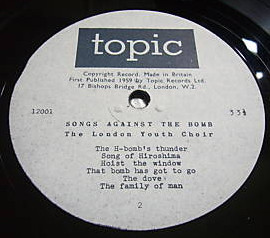 topic
Copyright Record. Made in Britain
First Published 1959 by Topic Records Ltd.
17 Bishops Bridge Rd., London, W.2.
12001 33⅓
SONGS AGAINST THE BOMB
The London Youth Choir
The H-bomb's thunder
Song of Hiroshima
Hoist the window
That bomb has got to go
The dove
The family of man
2